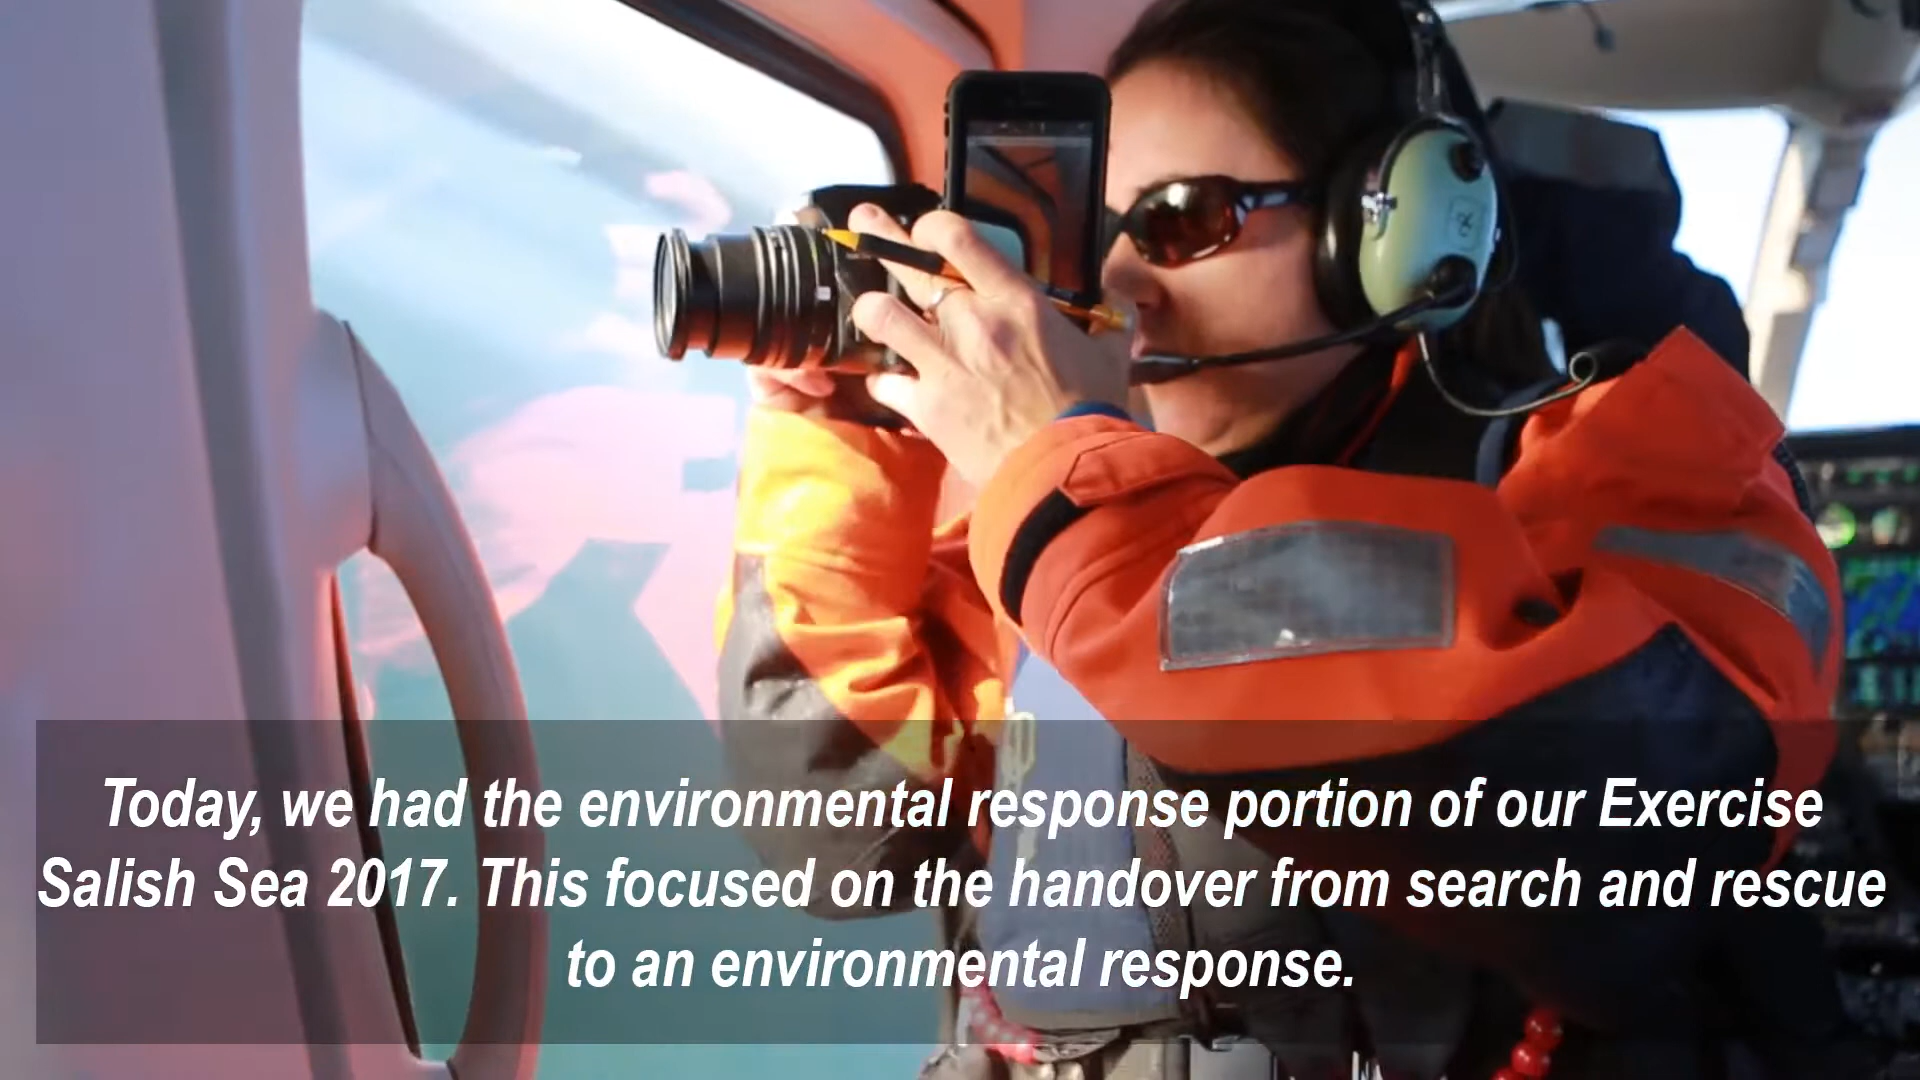 Today, we had the environmental response portion of our Exercise
Salish Sea 2017. This focused on the handover from search and rescue
to an environmental response.